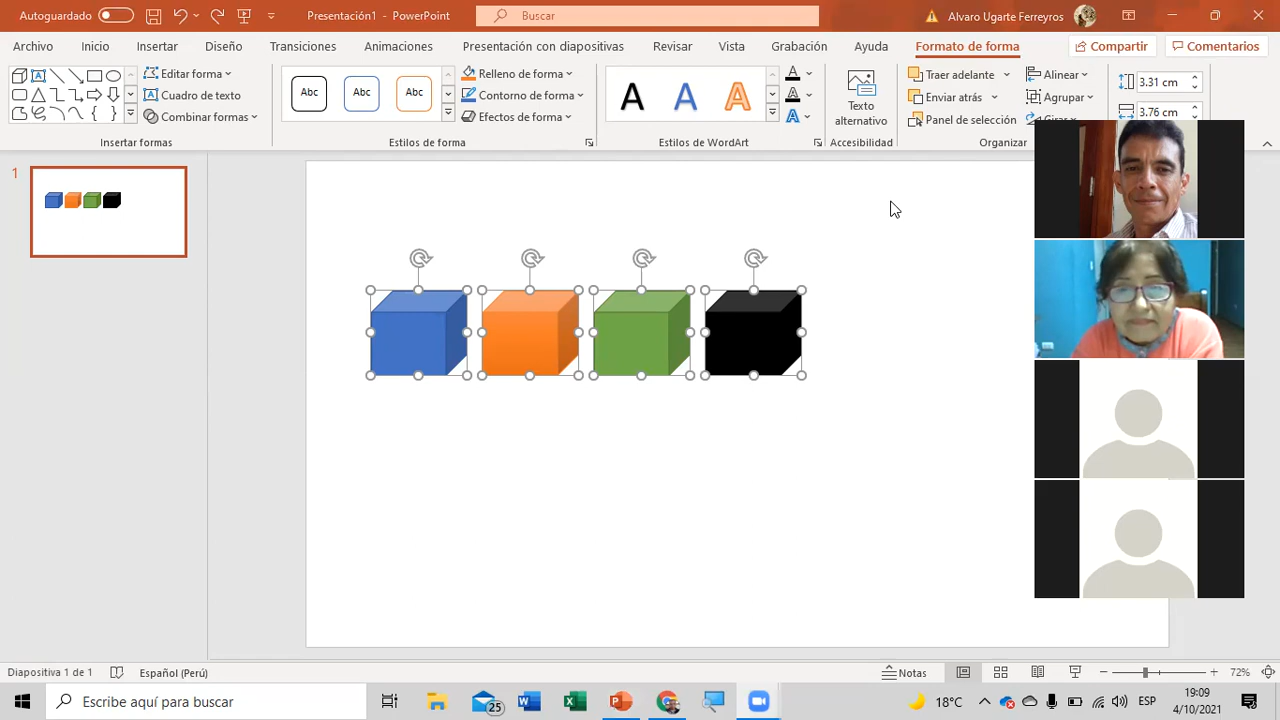 Autoguardado
Presentación1 - PowerPoint
Buscar
Alvaro Ugarte Ferreyros
Archivo Inicio Insertar Diseño Transiciones Animaciones Presentación con diapositivas Revisar Vista Grabación Ayuda Formato de forma Compartir Comentarios
Editar forma
Cuadro de texto
Combinar formas
Insertar formas
Abc Abc Abc
Relleno de forma
Contorno de forma
Efectos de forma
Estilos de forma
A A A
A
A
A
Estilos de WordArt
Texto
alternativo
Accesibilidad
Traer adelante
Enviar atrás
Panel de selección
Alinear
Agrupar
Girar
Organizar
3.31 cm
3.76 cm
1
Diapositiva 1 de 1 Español (Perú) Notas 72%
Escribe aquí para buscar
25
18°C
ESP
19:09
4/10/2021